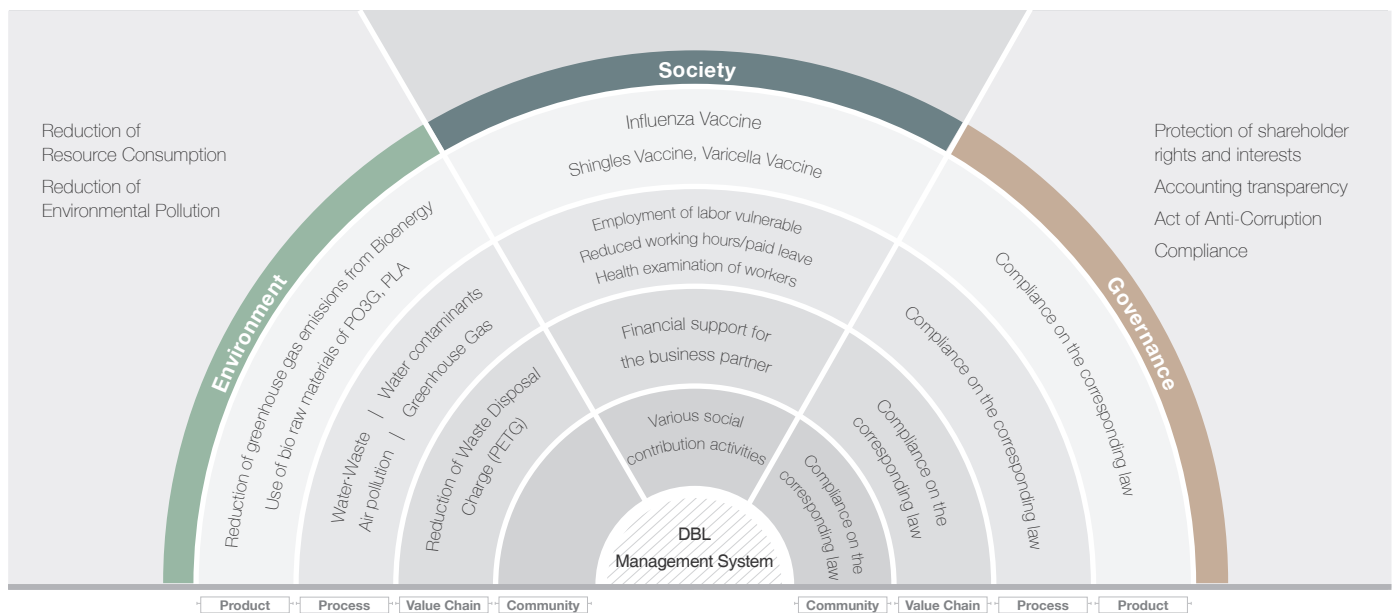 Society
Influenza Vaccine
Shingles Vaccine, Varicella Vaccine
Employment of labor vulnerable
Reduced working hours/paid leave
Health examination of workers
Financial support for
the business partner
Various social
contribution activities
Reduction of
Resource Consumption
Reduction of
Environmental Pollution
Environment
Reduction of greenhouse gas emissions from Bioenergy
Use of bio raw materials of PO3G, PLA
Water-Waste | Water contaminants
Air pollution | Greenhouse Gas
Reduction of Waste Disposal
Charge (PETG)
Protection of shareholder
rights and interests
Accounting transparency
Act of Anti-Corruption
Compliance
Governance
Compliance on the corresponding law
Compliance on the corresponding law
Compliance on the
corresponding law
Compliance on the
corresponding law
DBL
Management System
Product
Process
Value Chain
Community
Community
Value Chain
Process
Product